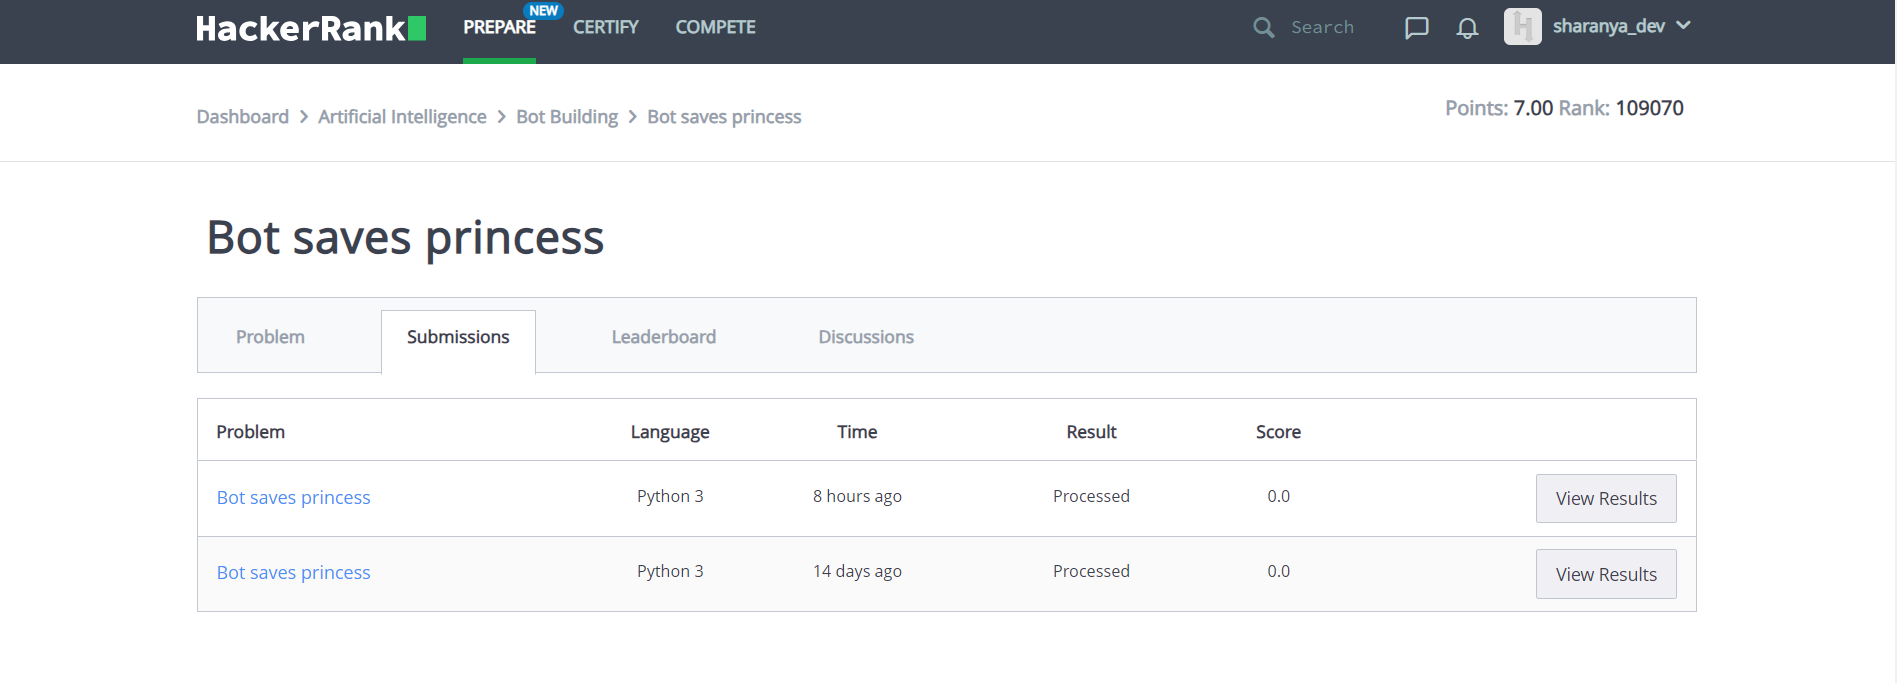 HackerRank PREPARE NEW CERTIFY COMPETE Search sharanya_dev
Dashboard > Artificial Intelligence > Bot Building > Bot saves princess Points: 7.00 Rank: 109070
Bot saves princess
Problem Submissions Leaderboard Discussions
Problem Language Time Result Score
Bot saves princess Python 3 8 hours ago Processed 0.0 View Results
Bot saves princess Python 3 14 days ago Processed 0.0 View Results